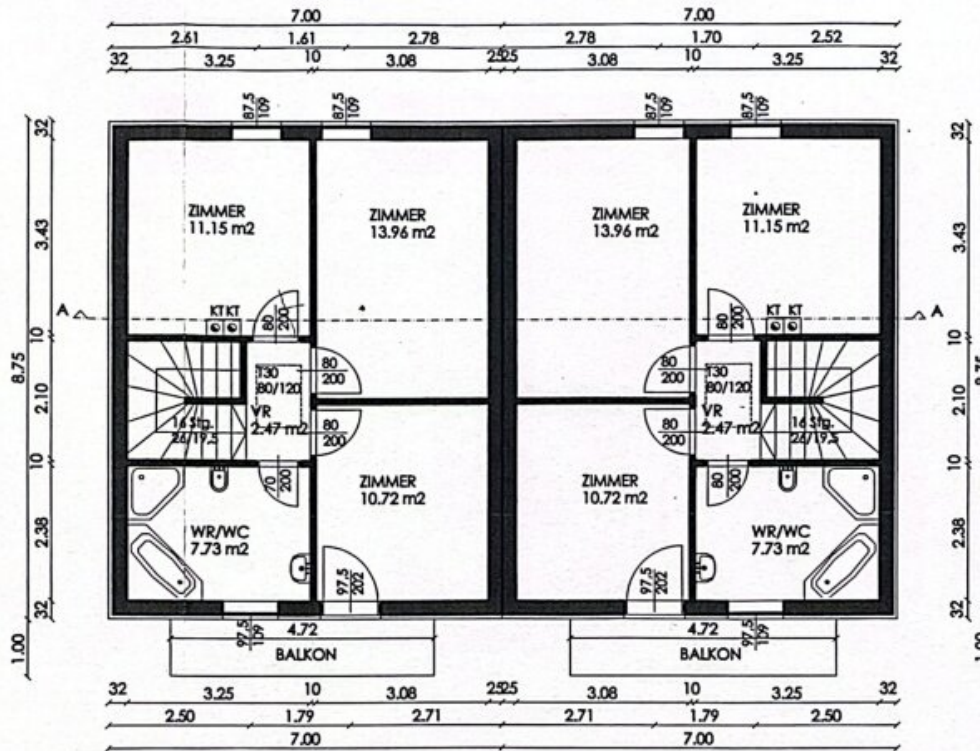 7.00 7.00
2.61 1.61 2.78 2.78 1.70 2.52
32 3.25 10 3.08 25 25 3.08 10 3.25 32
87,5 87,5 87,5 87,5
109 109 109 109
32 32
ZIMMER ZIMMER ZIMMER ZIMMER
11.15 m2 13.96 m2 13.96 m2 11.15 m2
3.43 3.43
KT KT KT KT
A A
80 80
200 200
10 10
8.75
80 T30 T30 80
200 80/120 80/120 200
2.10 2.10
VR VR
2.47 m2 2.47 m2
16 Stg. 16 Stg.
26/19,5 26/19,5
80 80
200 200
10 10
70 80
200 200
ZIMMER ZIMMER
10.72 m2 10.72 m2
2.38 2.38
WR/WC WR/WC
7.73 m2 7.73 m2
97,5 97,5
202 202
32 32
97,5 97,5
109 109
4.72 4.72
1.00 1.00
BALKON BALKON
32 3.25 10 3.08 25 25 3.08 10 3.25 32
2.50 1.79 2.71 2.71 1.79 2.50
7.00 7.00